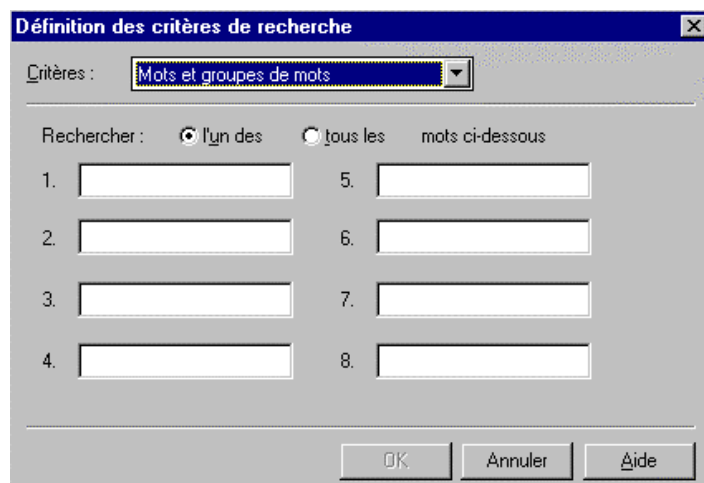 Définition des critères de recherche
Critères : Mots et groupes de mots
Rechercher : l'un des tous les mots ci-dessous
1. 5.
2. 6.
3. 7.
4. 8.
OK Annuler Aide